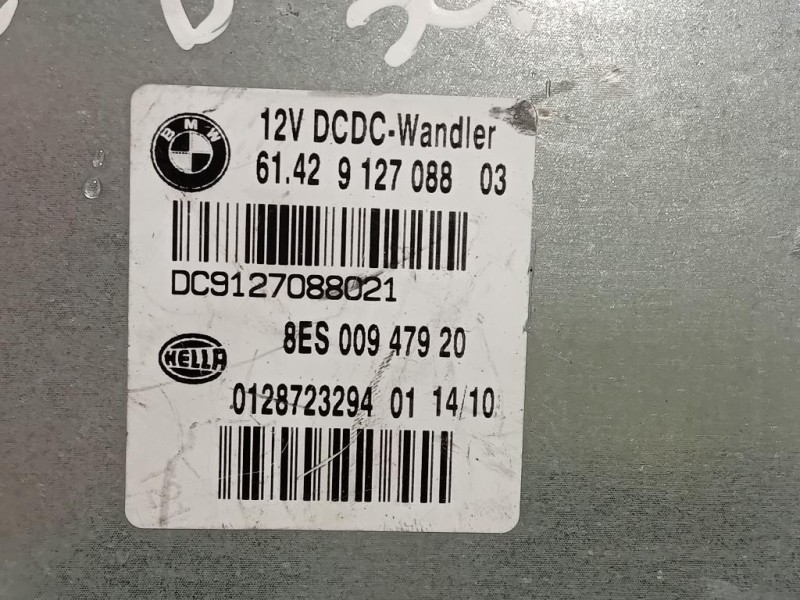 BMW
12V DCDC-Wandler
61.42 9 127 088 03
DC9127088021
HELLA
8ES 009 479 20
0128723294 01 14/10